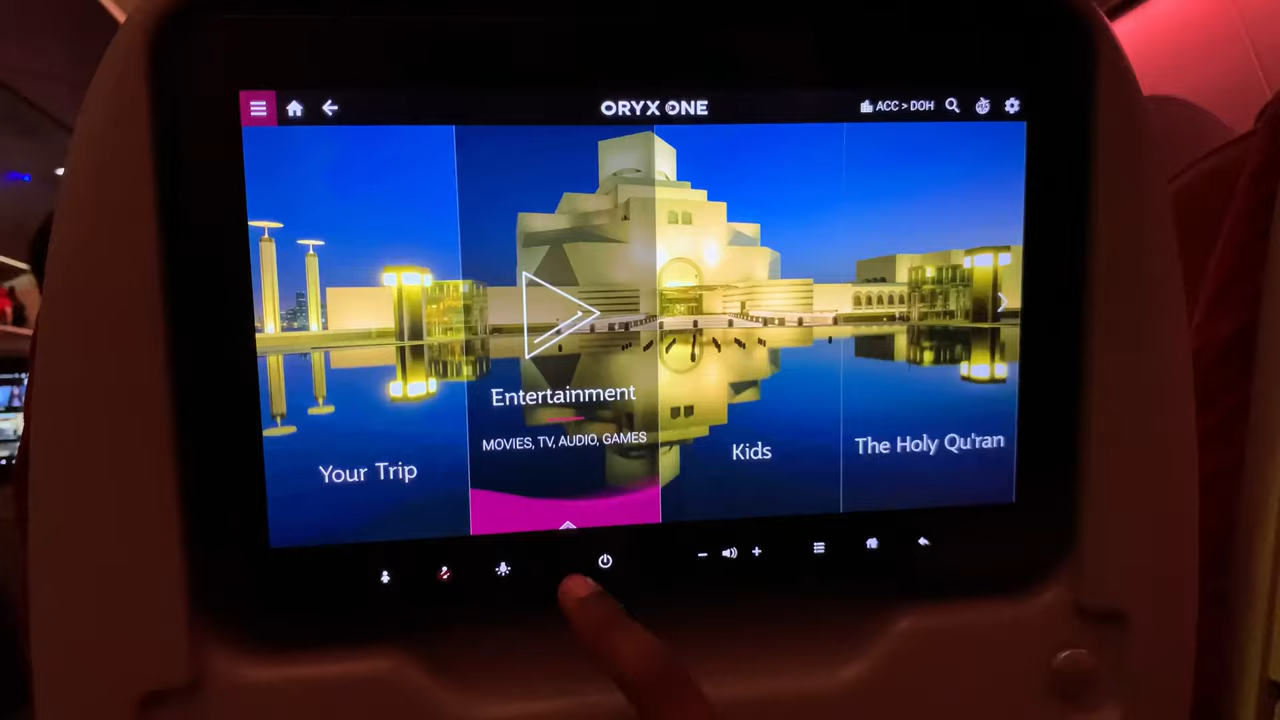 ORYX ONE
ACC > DOH
Entertainment
MOVIES, TV, AUDIO, GAMES
Your Trip
Kids
The Holy Qu'ran